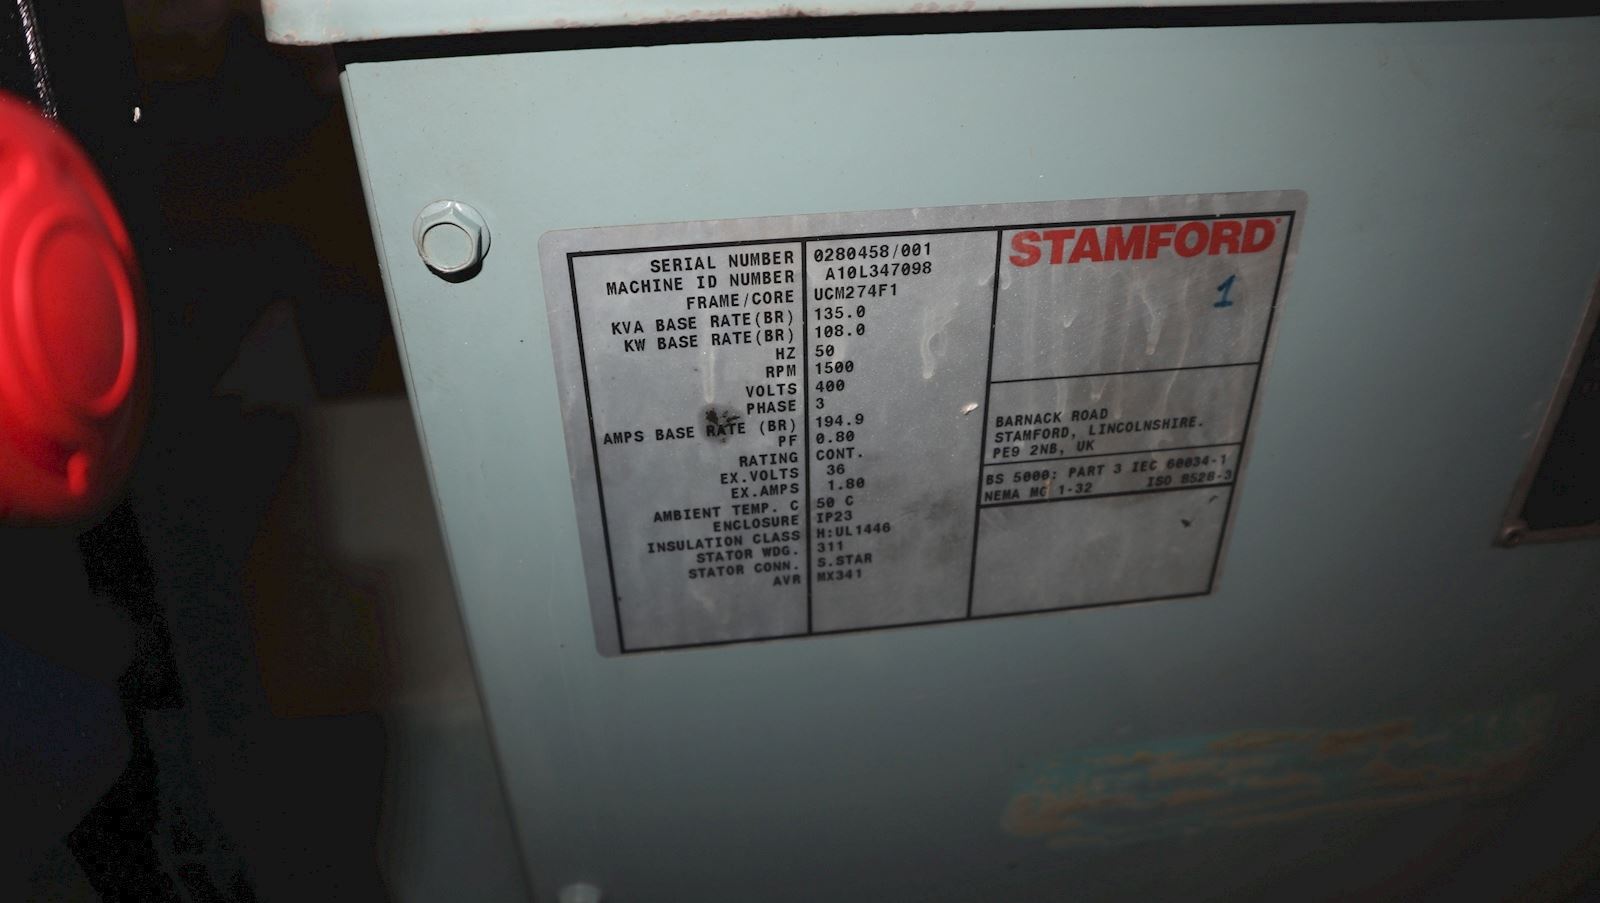 SERIAL NUMBER 0280458/001
MACHINE ID NUMBER A10L347098
FRAME/CORE UCM274F1
KVA BASE RATE(BR) 135.0
KW BASE RATE(BR) 108.0
HZ 50
RPM 1500
VOLTS 400
PHASE 3
AMPS BASE RATE (BR) 194.9
PF 0.80
RATING CONT.
EX.VOLTS 36
EX.AMPS 1.80
AMBIENT TEMP. C 50 C
ENCLOSURE IP23
INSULATION CLASS H:UL1446
STATOR WDG. 311
STATOR CONN. S.STAR
AVR MX341
STAMFORD
1
BARNACK ROAD
STAMFORD, LINCOLNSHIRE.
PE9 2NB, UK
BS 5000: PART 3 IEC 60034-1
NEMA MG 1-32 ISO 8528-3